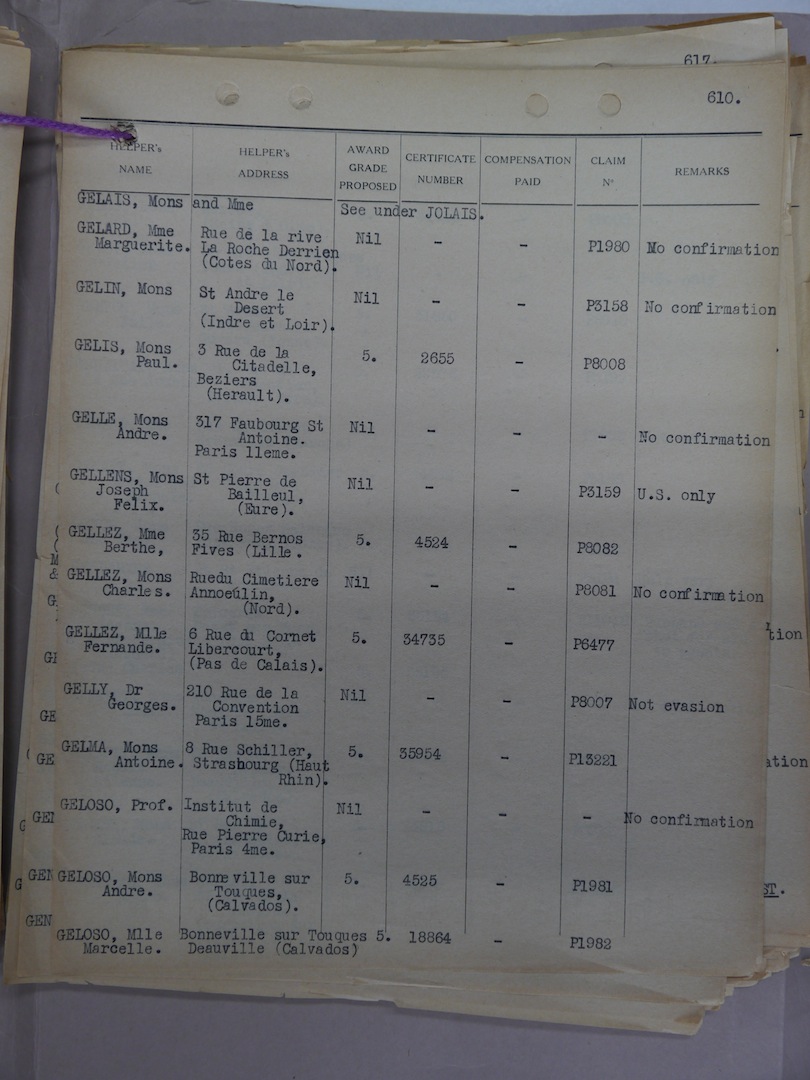 617.
610.
HELPER's NAME HELPER's ADDRESS AWARD GRADE PROPOSED CERTIFICATE NUMBER COMPENSATION PAID CLAIM N° REMARKS
GELAIS, Mons and Mme See under JOLAIS.
GELARD, Mme Rue de la rive Nil - - P1980 No confirmation
Marguerite. La Roche Derrien
(Cotes du Nord).
GELIN, Mons St Andre le Nil - - P3158 No confirmation
Desert
(Indre et Loir).
GELIS, Mons 3 Rue de la 5. 2655 - P8008
Paul. Citadelle,
Beziers
(Herault).
GELLE, Mons 317 Faubourg St Nil - - - No confirmation
Andre. Antoine.
Paris 11eme.
GELLENS, Mons St Pierre de Nil - - P3159 U.S. only
Joseph Bailleul,
Felix. (Eure).
GELLEZ, Mme 35 Rue Bernos 5. 4524 - P8082
Berthe, Fives (Lille.
GELLEZ, Mons Ruedu Cimetiere Nil - - P8081 No confirmation
Charles. Annoeulin,
(Nord).
GELLEZ, Mlle 6 Rue du Cornet 5. 34735 - P6477
Fernande. Libercourt,
(Pas de Calais).
GELLY, Dr 210 Rue de la Nil - - P8007 Not evasion
Georges. Convention
Paris 15me.
GELMA, Mons 8 Rue Schiller, 5. 35954 - P13221
Antoine. Strasbourg (Haut
Rhin).
GELOSO, Prof. Institut de Nil - - - No confirmation
Chimie,
Rue Pierre Curie,
Paris 4me.
GELOSO, Mons Bonneville sur 5. 4525 - P1981
Andre. Touques,
(Calvados).
GELOSO, Mlle Bonneville sur Touques 5. 18864 - P1982
Marcelle. Deauville (Calvados)